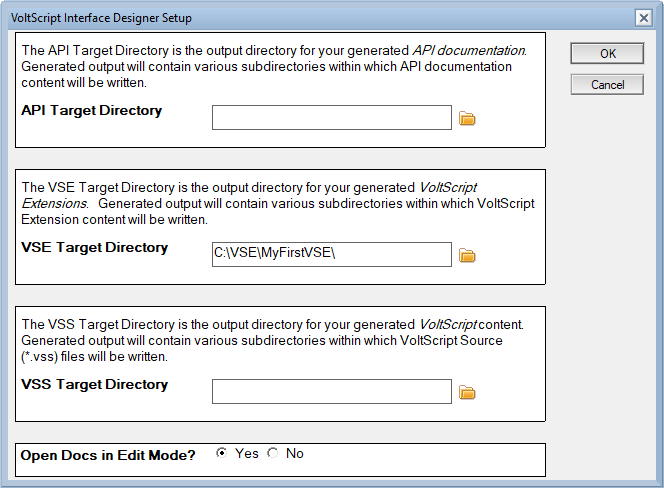 VoltScript Interface Designer Setup
The API Target Directory is the output directory for your generated API documentation.
Generated output will contain various subdirectories within which API documentation
content will be written.
API Target Directory
OK
Cancel
The VSE Target Directory is the output directory for your generated VoltScript
Extensions.  Generated output will contain various subdirectories within which VoltScript
Extension content will be written.
VSE Target Directory
C:\VSE\MyFirstVSE\
The VSS Target Directory is the output directory for your generated VoltScript content.
Generated output will contain various subdirectories within which VoltScript Source
(*.vss) files will be written.
VSS Target Directory
Open Docs in Edit Mode? Yes No